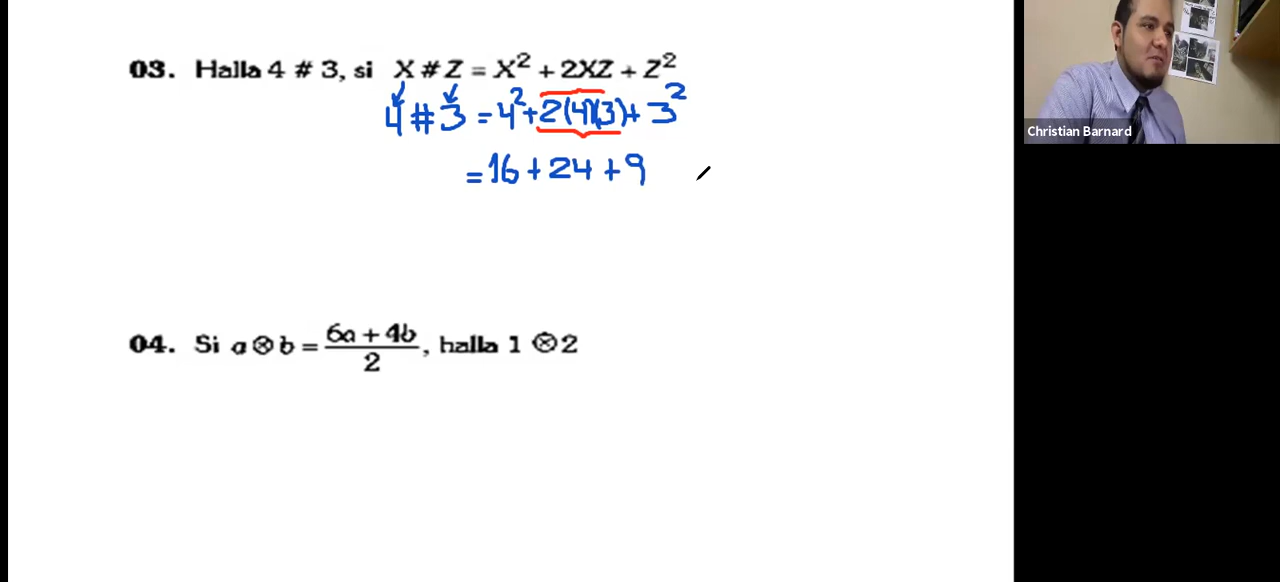 03. Halla 4 # 3, si X # Z = X² + 2XZ + Z²
4 # 3 = 4² + 2(4)(3) + 3²
= 16 + 24 + 9
Christian Barnard
04. Si a ⊗ b = (6a + 4b)/2, halla 1 ⊗ 2